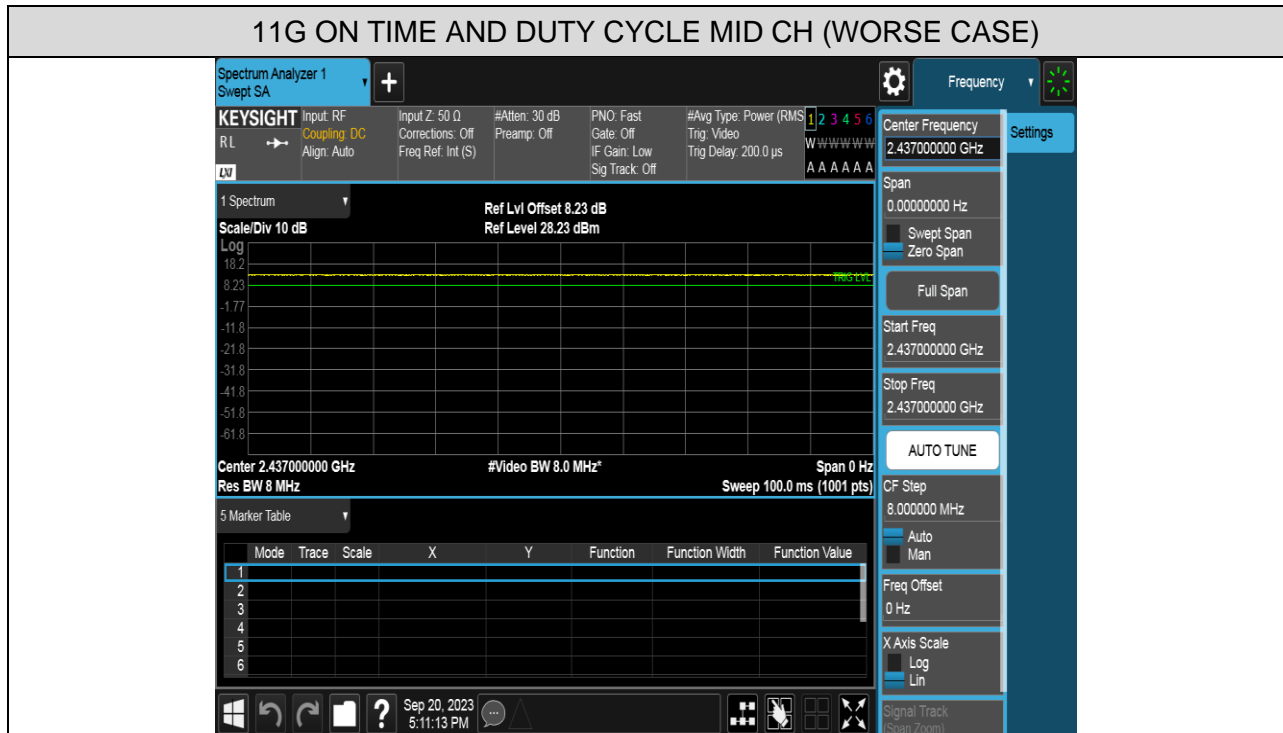 11G ON TIME AND DUTY CYCLE MID CH (WORSE CASE)
Spectrum Analyzer 1
Swept SA
+
Frequency
KEYSIGHT
RL
LXI
Input: RF
Coupling: DC
Align: Auto
Input Z: 50 Ω
Corrections: Off
Freq Ref: Int (S)
#Atten: 30 dB
Preamp: Off
PNO: Fast
Gate: Off
IF Gain: Low
Sig Track: Off
#Avg Type: Power (RMS
Trig: Video
Trig Delay: 200.0 µs
1 2 3 4 5 6
W W W W W W
A A A A A A
1 Spectrum
Scale/Div 10 dB
Ref Lvl Offset 8.23 dB
Ref Level 28.23 dBm
Log
18.2
8.23
-1.77
-11.8
-21.8
-31.8
-41.8
-51.8
-61.8
TRIG LVL
Center 2.437000000 GHz
Res BW 8 MHz
#Video BW 8.0 MHz*
Span 0 Hz
Sweep 100.0 ms (1001 pts)
5 Marker Table
Mode Trace Scale X Y Function Function Width Function Value
1
2
3
4
5
6
?
Sep 20, 2023
5:11:13 PM
Center Frequency
2.437000000 GHz
Settings
Span
0.00000000 Hz
Swept Span
Zero Span
Full Span
Start Freq
2.437000000 GHz
Stop Freq
2.437000000 GHz
AUTO TUNE
CF Step
8.000000 MHz
Auto
Man
Freq Offset
0 Hz
X Axis Scale
Log
Lin
Signal Track
(Span Zoom)